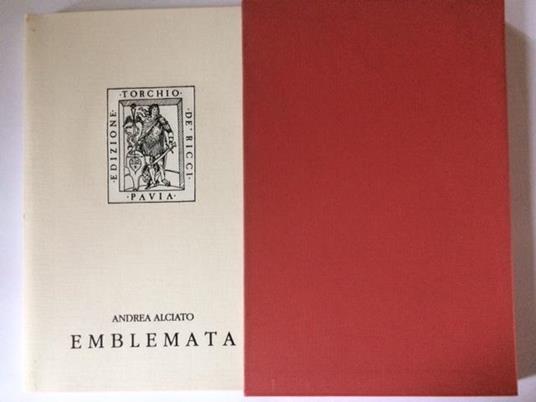 ·EDIZIONE·
·TORCHIO·
DE'·RICCI·
·PAVIA·
ANDREA ALCIATO
EMBLEMATA